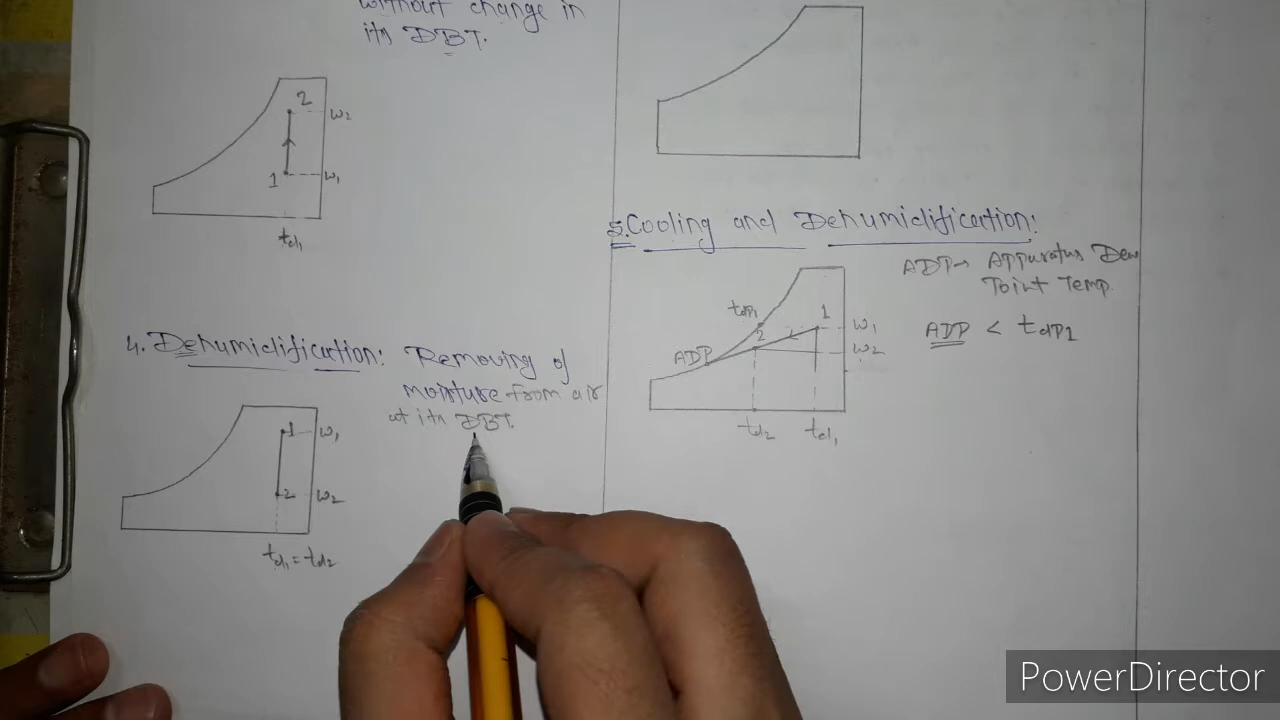 without change in
its DBT.
2
W2
1
W1
td1
4. Dehumidification: Removing of
moisture from air
at its DBT.
1
W1
2
W2
td1 = td2
5. Cooling and Dehumidification:
ADP → Apparatus Dew
Point Temp.
tdp1
1
W1
2
W2
ADP
ADP < tdp1
td2
td1
PowerDirector